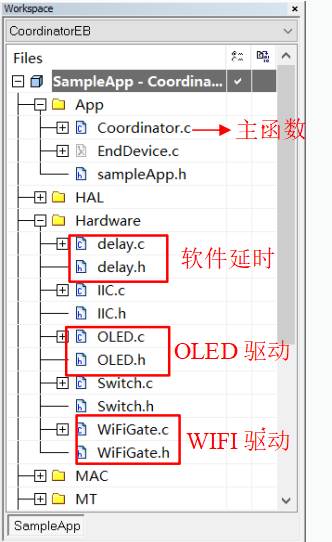 Workspace
CoordinatorEB
Files
SampleApp - Coordina...
App
Coordinator.c 主函数
EndDevice.c
sampleApp.h
HAL
Hardware
delay.c
delay.h
软件延时
IIC.c
IIC.h
OLED.c
OLED.h
OLED 驱动
Switch.c
Switch.h
WiFiGate.c
WiFiGate.h
WIFI 驱动
MAC
MT
SampleApp